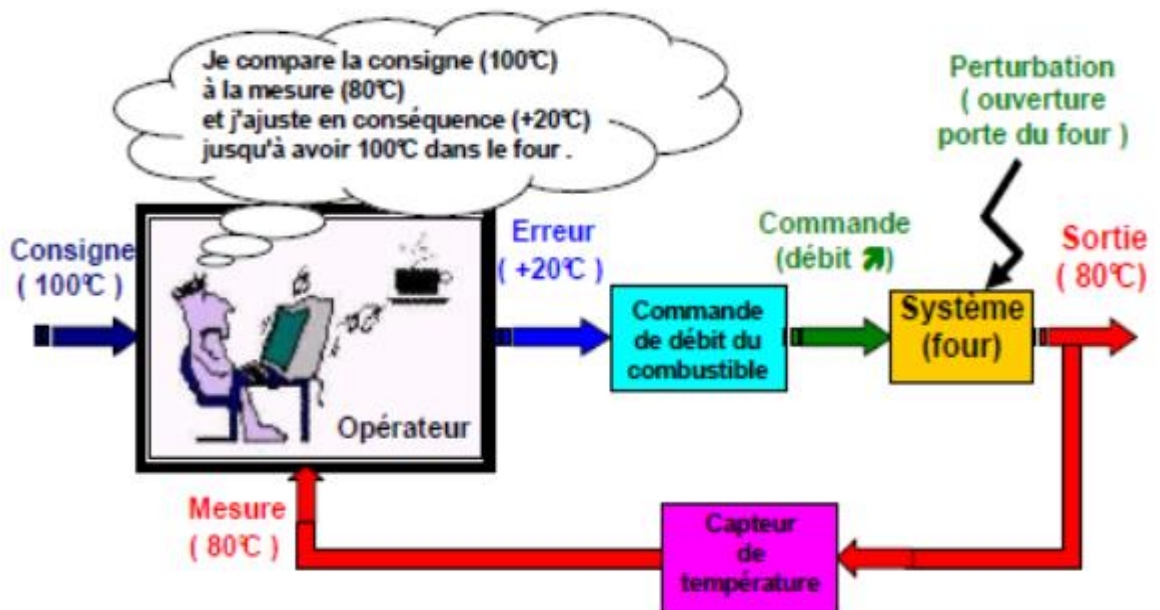 Je compare la consigne (100°C)
à la mesure (80°C)
et j'ajuste en conséquence (+20°C)
jusqu'à avoir 100°C dans le four .
Perturbation
( ouverture
porte du four )
Consigne
( 100°C )
Erreur
( +20°C )
Commande
(débit ↗)
Sortie
( 80°C)
Commande
de débit du
combustible
Système
(four)
Opérateur
Mesure
( 80°C )
Capteur
de
température